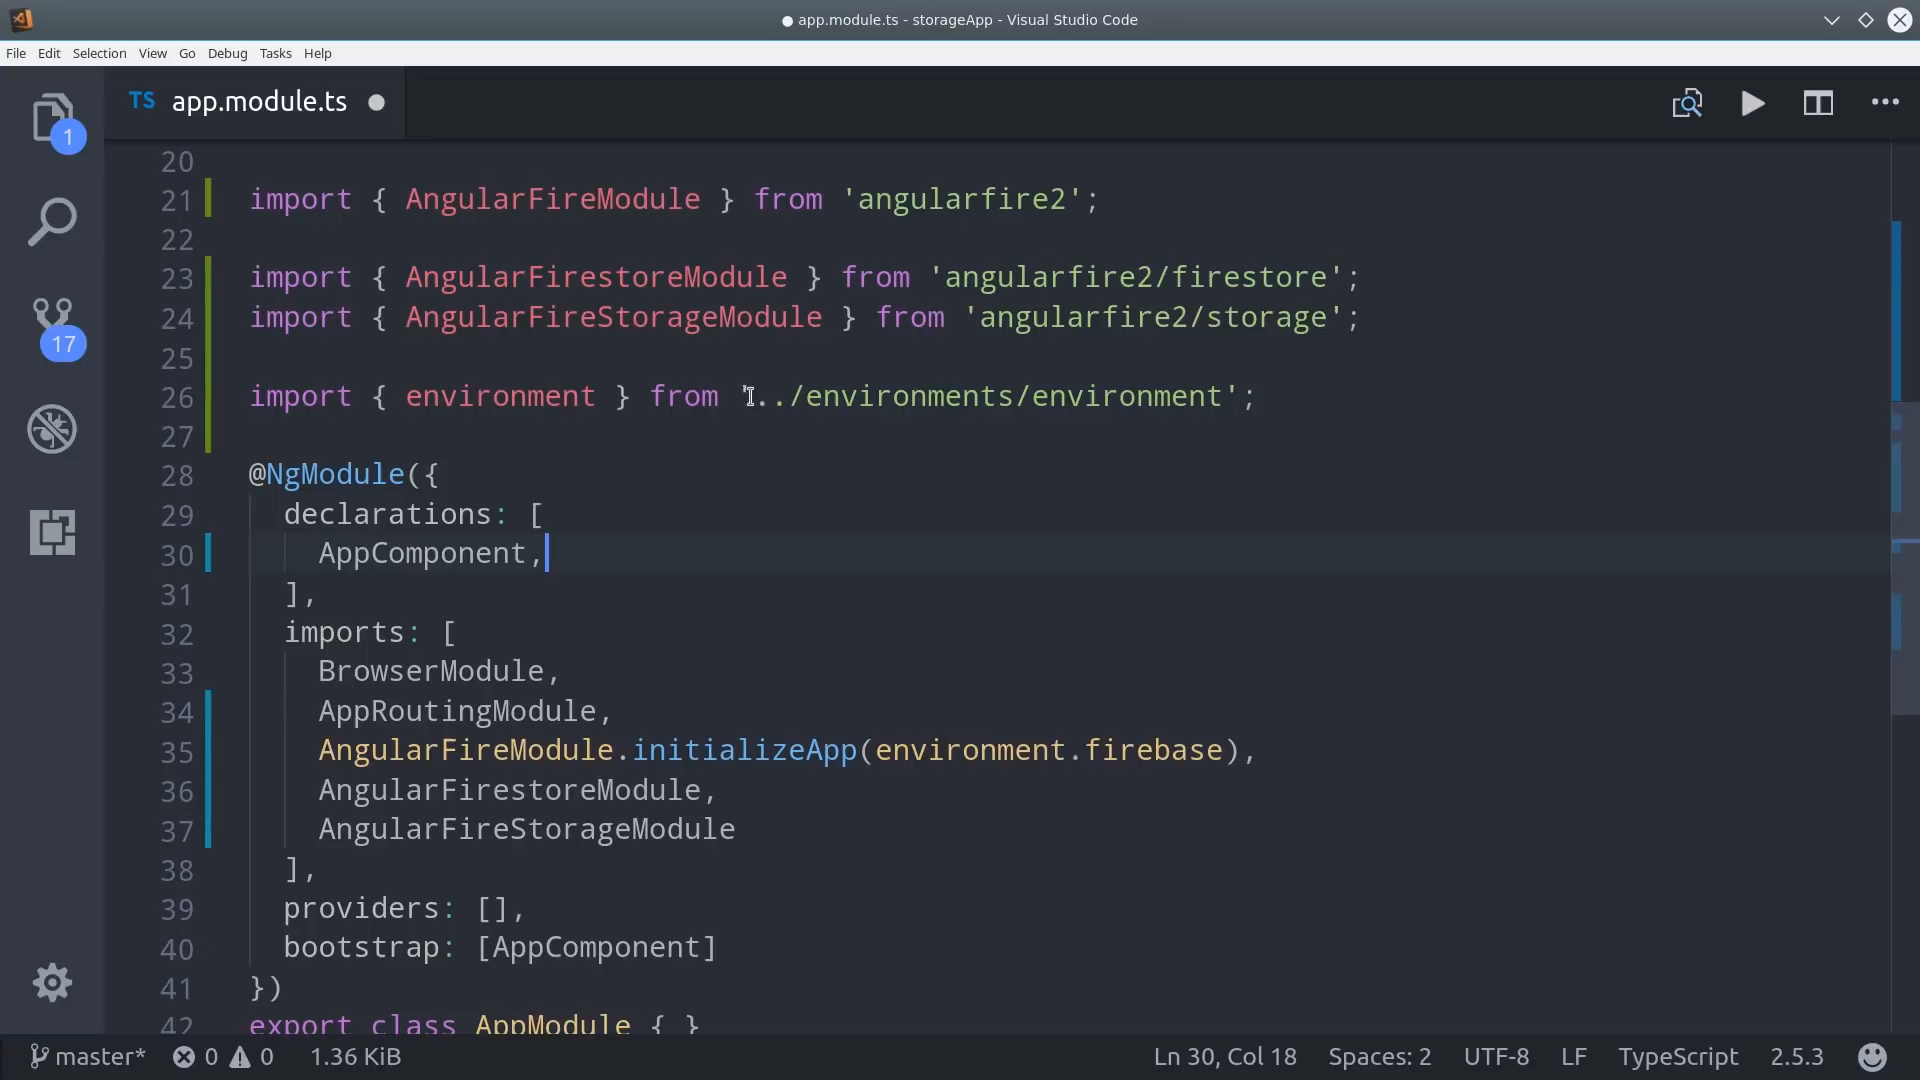 app.module.ts - storageApp - Visual Studio Code
File Edit Selection View Go Debug Tasks Help
TS app.module.ts
1
17
20
21 import { AngularFireModule } from 'angularfire2';
22
23 import { AngularFirestoreModule } from 'angularfire2/firestore';
24 import { AngularFireStorageModule } from 'angularfire2/storage';
25
26 import { environment } from '../environments/environment';
27
28 @NgModule({
29 declarations: [
30 AppComponent,
31 ],
32 imports: [
33 BrowserModule,
34 AppRoutingModule,
35 AngularFireModule.initializeApp(environment.firebase),
36 AngularFirestoreModule,
37 AngularFireStorageModule
38 ],
39 providers: [],
40 bootstrap: [AppComponent]
41 })
42 export class AppModule { }
master* 0 0 1.36 KiB Ln 30, Col 18 Spaces: 2 UTF-8 LF TypeScript 2.5.3